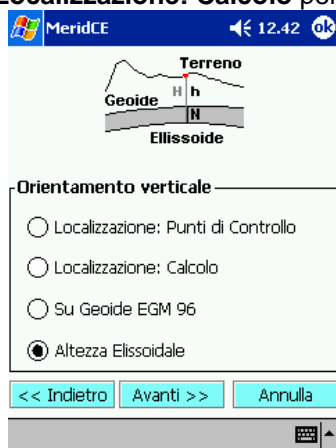 Localizzazione: Calcolo per
MeridCE 12.42 ok
Terreno
Geoide H h
N
Ellissoide
Orientamento verticale
Localizzazione: Punti di Controllo
Localizzazione: Calcolo
Su Geoide EGM 96
Altezza Elissoidale
<< Indietro Avanti >> Annulla